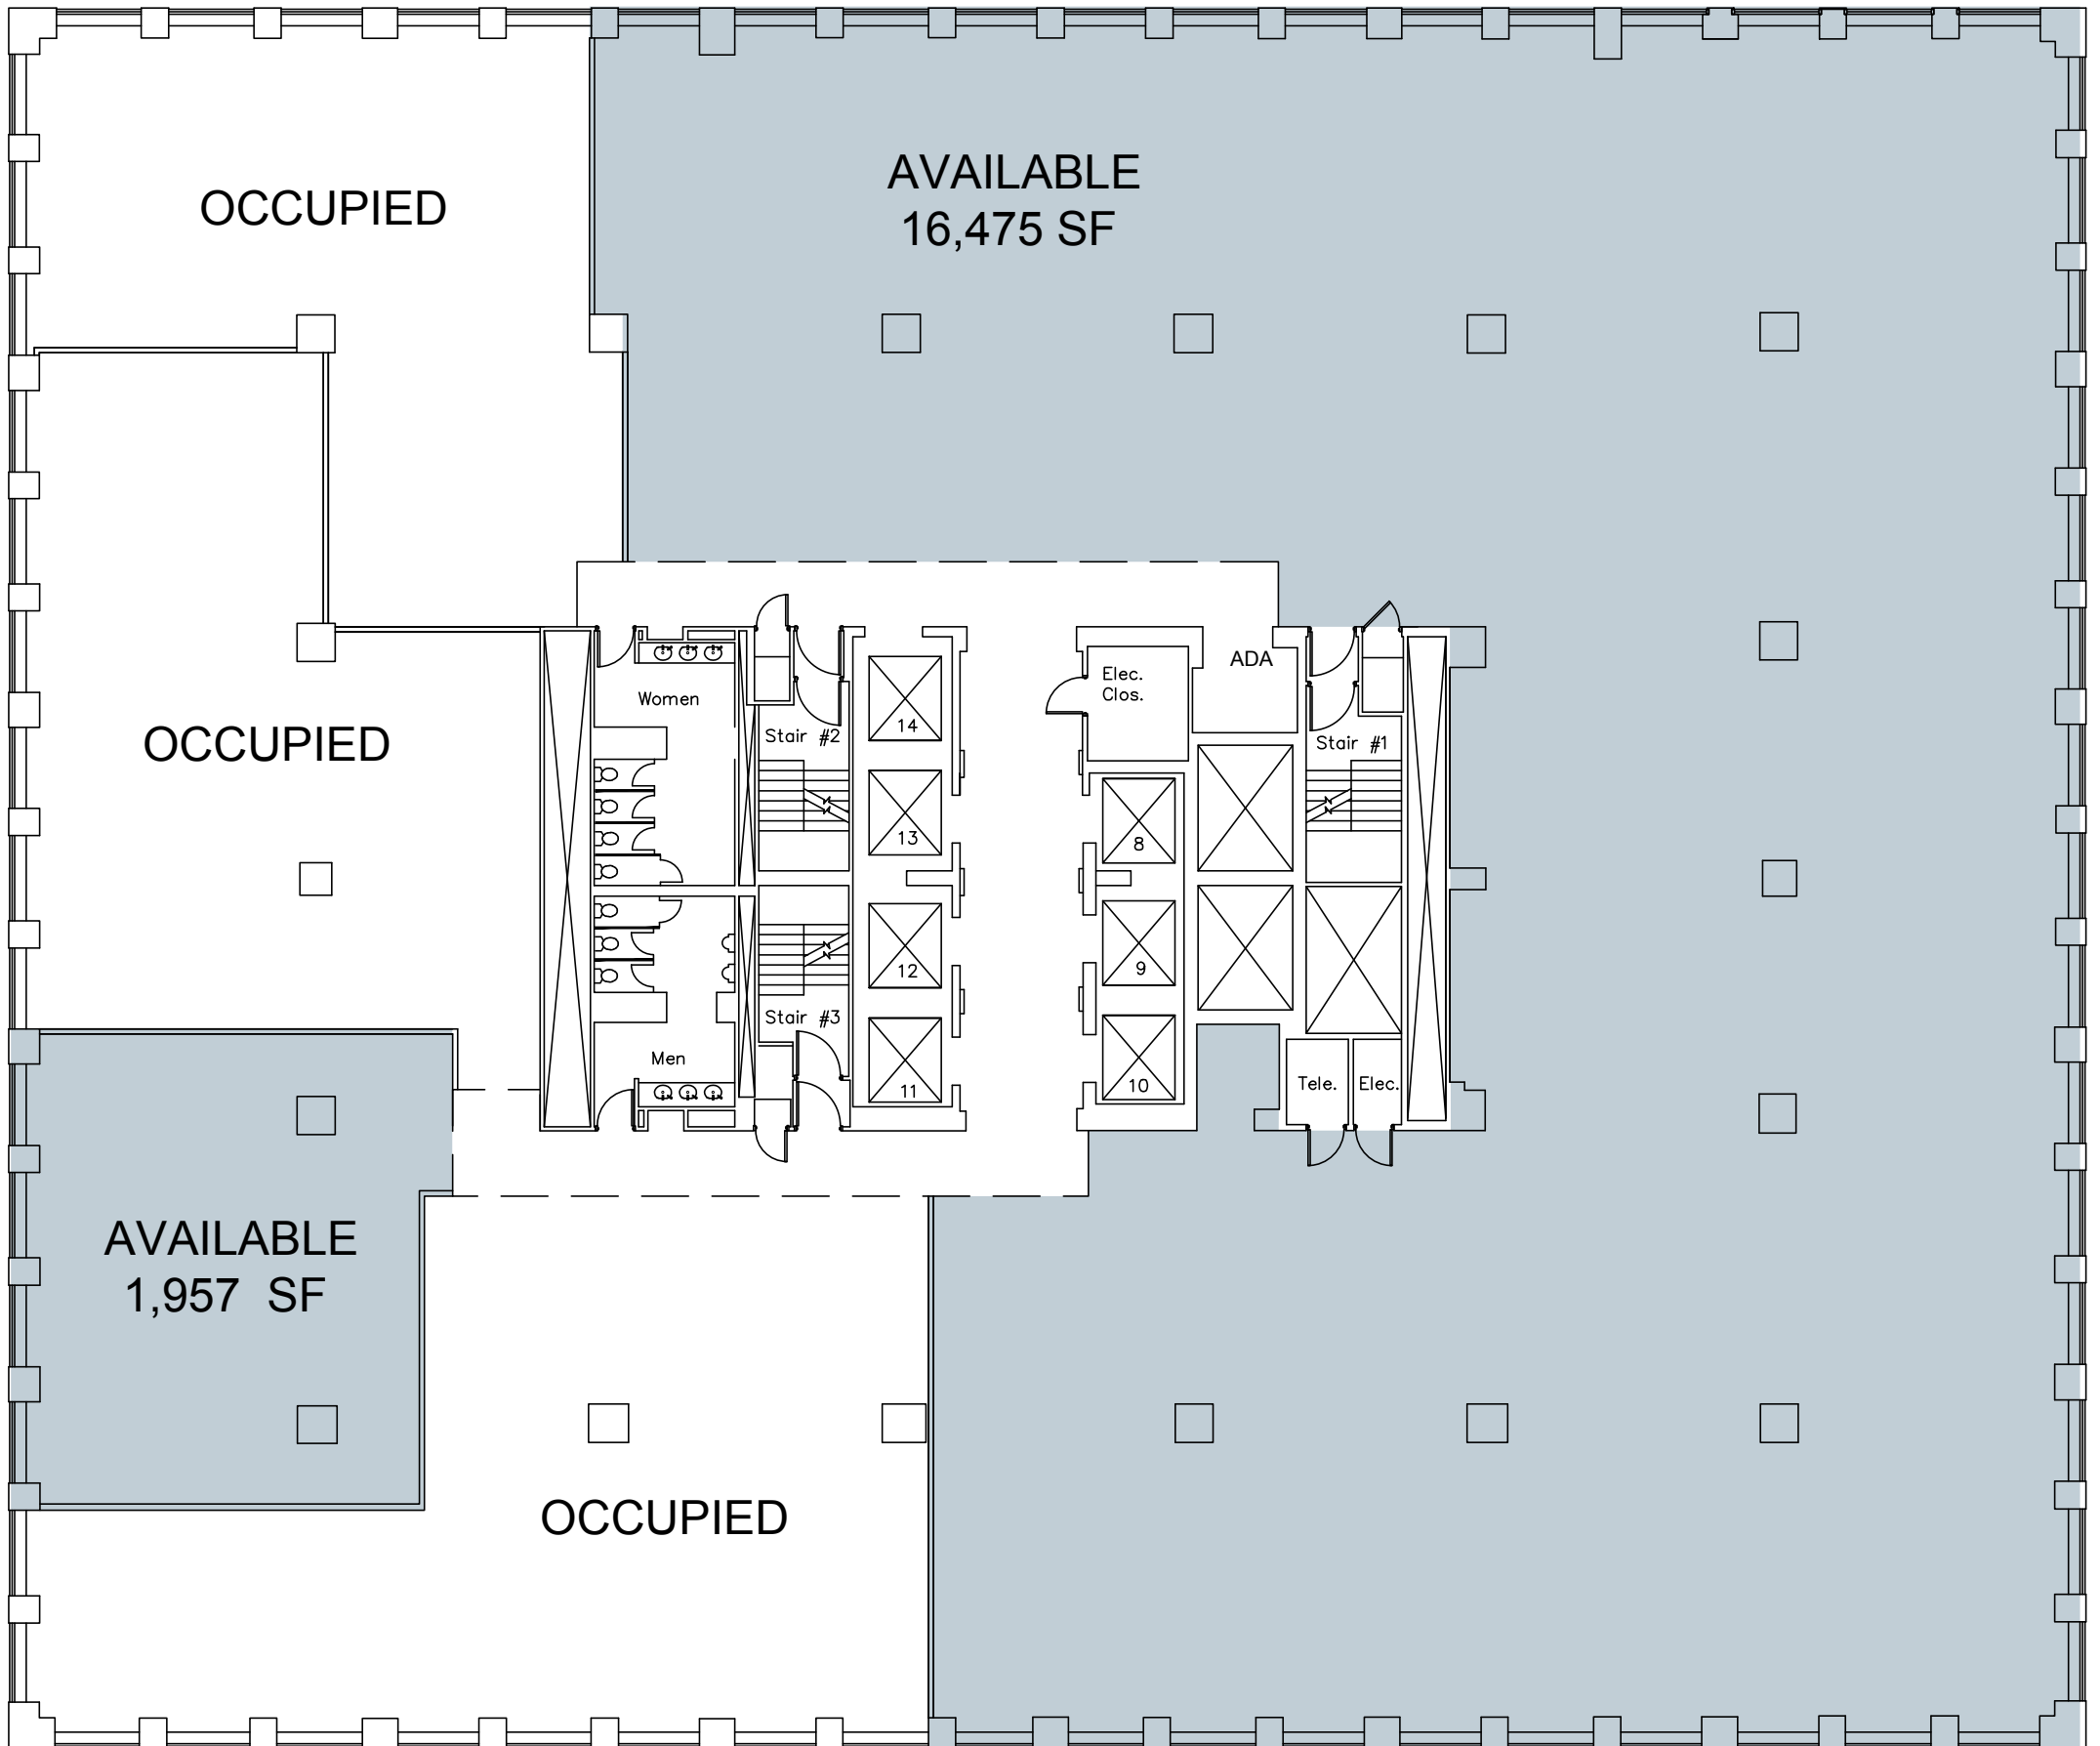 AVAILABLE
16,475 SF
OCCUPIED
ADA
Elec.
Clos.
Women
Stair #2
14
Stair #1
OCCUPIED
13
8
12
9
Stair #3
Men
11
10
Tele.
Elec.
AVAILABLE
1,957 SF
OCCUPIED